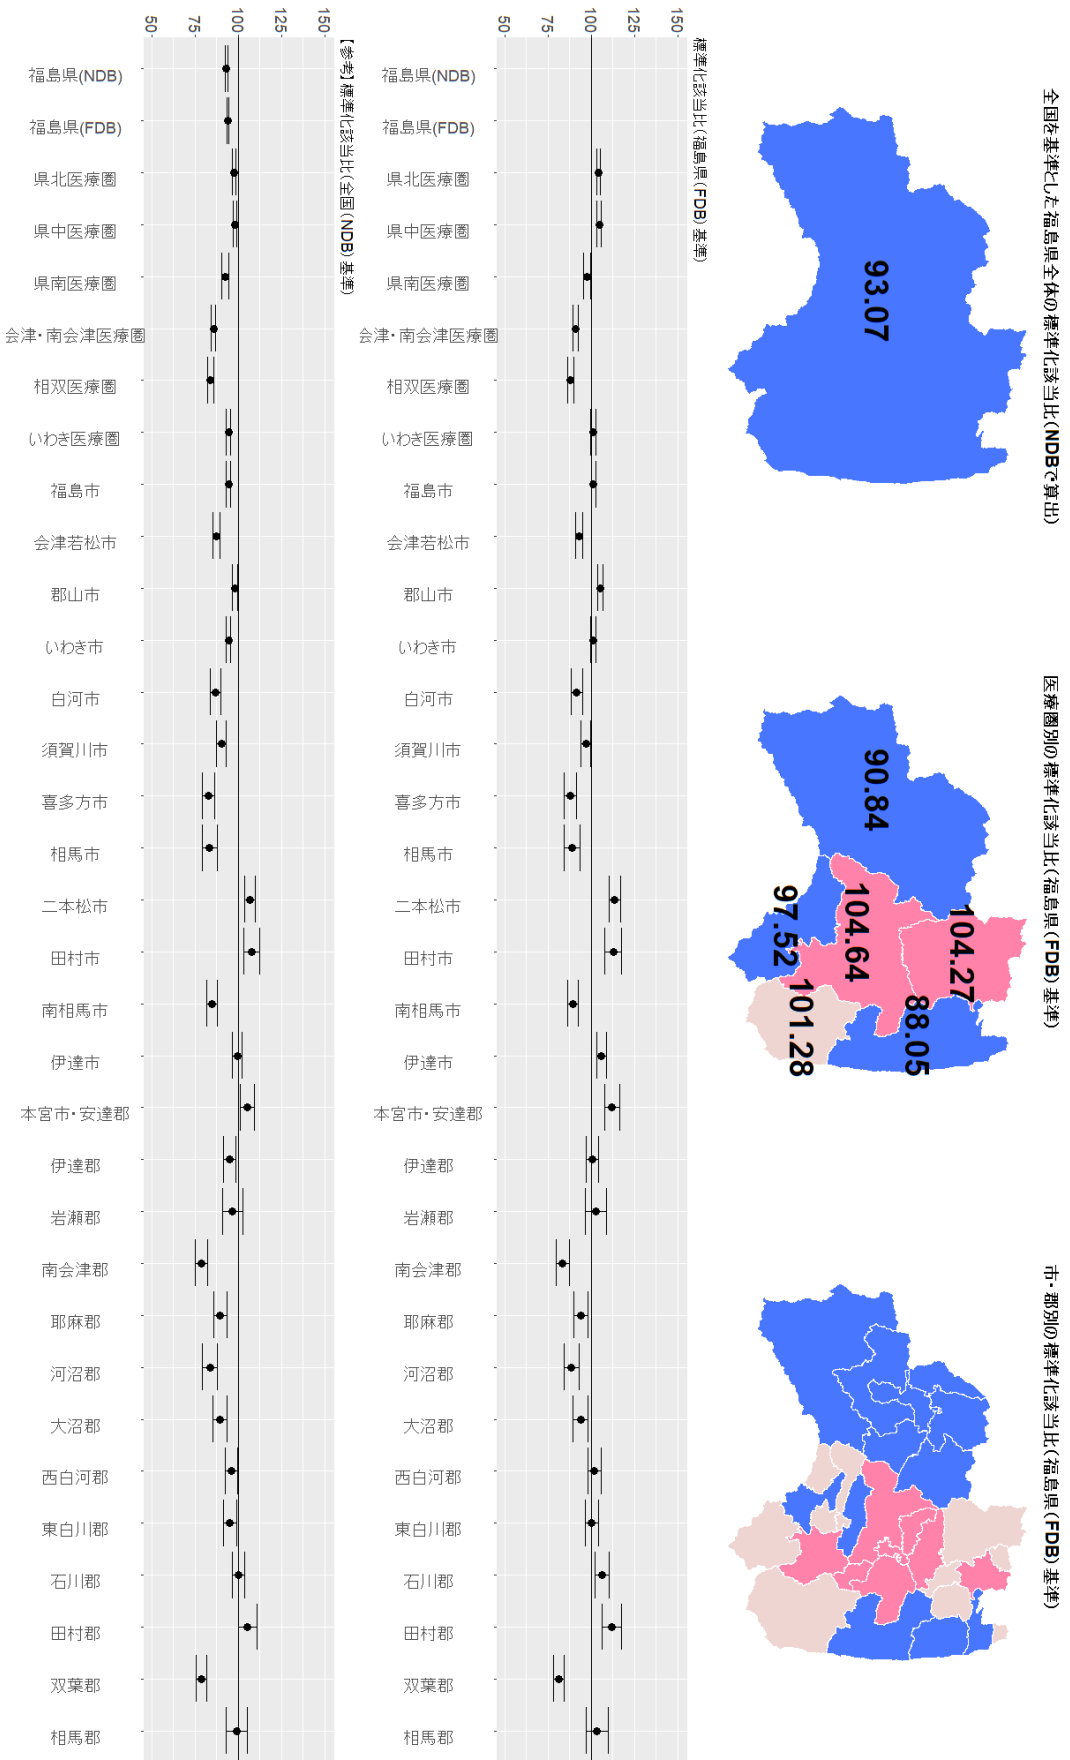 全国を基準とした福島県全体の標準化該当比(NDBで算出)
93.07
医療圏別の標準化該当比(福島県(FDB)基準)
90.84
104.27
104.64
97.52
88.05
101.28
市・郡別の標準化該当比(福島県(FDB)基準)
標準化該当比(福島県(FDB)基準)
150
125
100
75
50
福島県(NDB)
福島県(FDB)
県北医療圏
県中医療圏
県南医療圏
会津・南会津医療圏
相双医療圏
いわき医療圏
福島市
会津若松市
郡山市
いわき市
白河市
須賀川市
喜多方市
相馬市
二本松市
田村市
南相馬市
伊達市
本宮市・安達郡
伊達郡
岩瀬郡
南会津郡
耶麻郡
河沼郡
大沼郡
西白河郡
東白川郡
石川郡
田村郡
双葉郡
相馬郡
【参考】標準化該当比(全国(NDB)基準)
150
125
100
75
50
福島県(NDB)
福島県(FDB)
県北医療圏
県中医療圏
県南医療圏
会津・南会津医療圏
相双医療圏
いわき医療圏
福島市
会津若松市
郡山市
いわき市
白河市
須賀川市
喜多方市
相馬市
二本松市
田村市
南相馬市
伊達市
本宮市・安達郡
伊達郡
岩瀬郡
南会津郡
耶麻郡
河沼郡
大沼郡
西白河郡
東白川郡
石川郡
田村郡
双葉郡
相馬郡